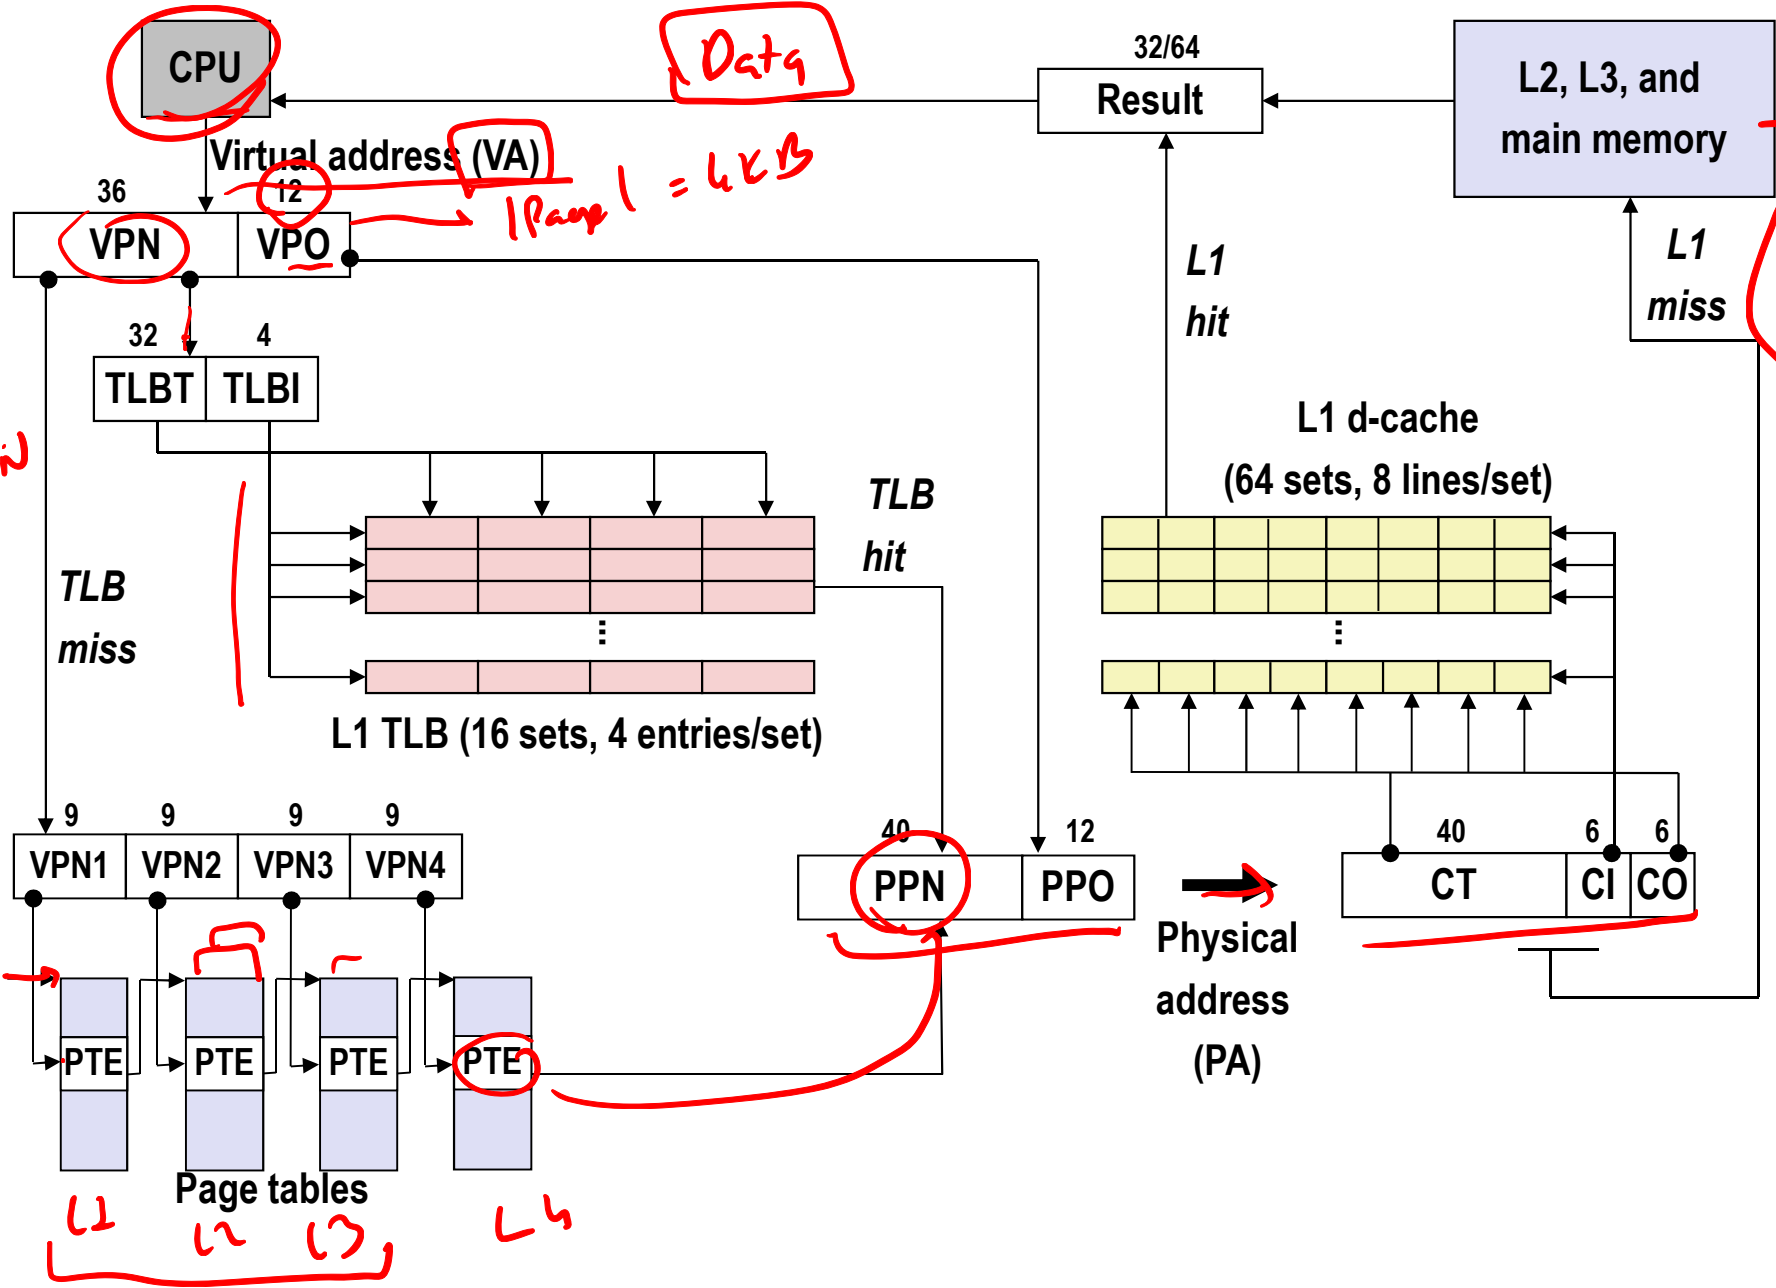 CPU
Data
32/64
Result
L2, L3, and
main memory
Virtual address (VA)
36
12
|Page| = 4KB
VPN
VPO
L1
hit
L1
miss
32
4
TLBT
TLBI
L1 d-cache
(64 sets, 8 lines/set)
TLB
hit
TLB
miss
...
...
L1 TLB (16 sets, 4 entries/set)
9
9
9
9
VPN1
VPN2
VPN3
VPN4
40
12
PPN
PPO
40
6
6
CT
CI
CO
Physical
address
(PA)
PTE
PTE
PTE
PTE
Page tables
L1
L2
L3
L4